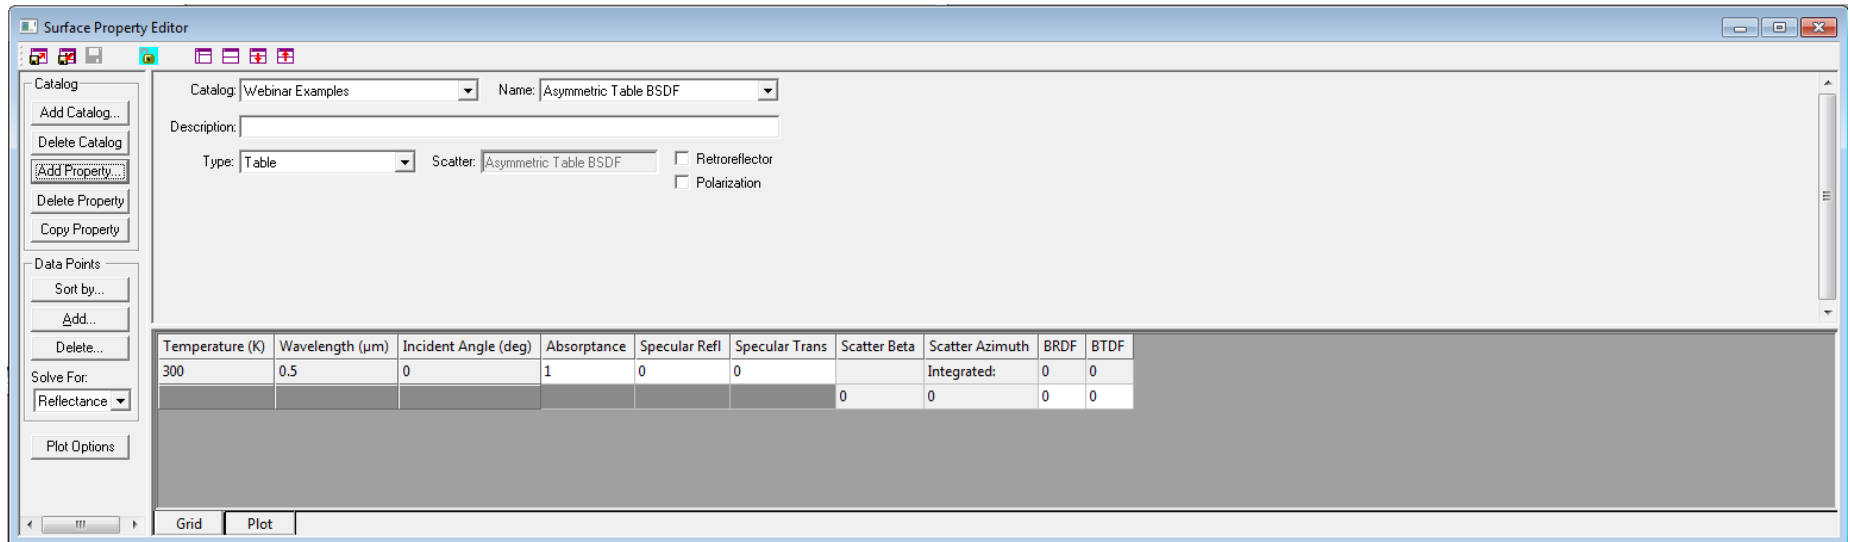 Surface Property Editor
Catalog
Add Catalog...
Delete Catalog
Add Property...
Delete Property
Copy Property
Data Points
Sort by...
Add...
Delete...
Solve For:
Reflectance
Plot Options
Catalog: Webinar Examples Name: Asymmetric Table BSDF
Description:
Type: Table Scatter: Asymmetric Table BSDF Retroreflector
Polarization
Temperature (K) Wavelength (µm) Incident Angle (deg) Absorptance Specular Refl Specular Trans Scatter Beta Scatter Azimuth BRDF BTDF
300 0.5 0 1 0 0 Integrated: 0 0
0 0 0 0
Grid Plot